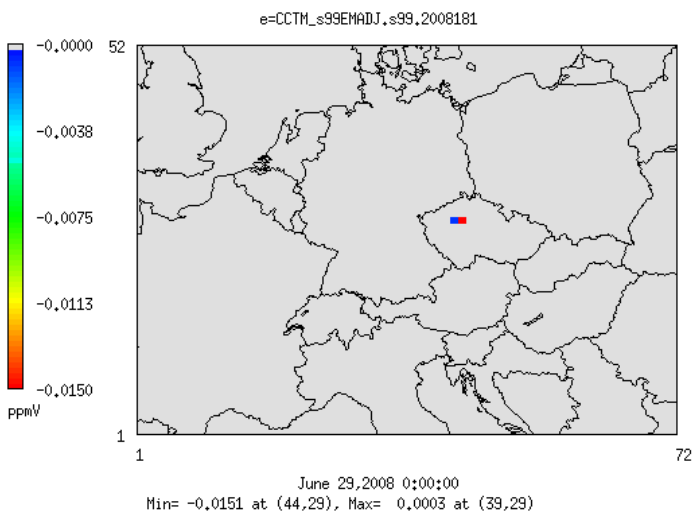 e=CCTM_s99EMADJ.s99.2008181
-0.0000
52
-0.0038
-0.0075
-0.0113
-0.0150
ppmV
1
1
72
June 29,2008 0:00:00
Min= -0.0151 at (44,29), Max=  0.0003 at (39,29)